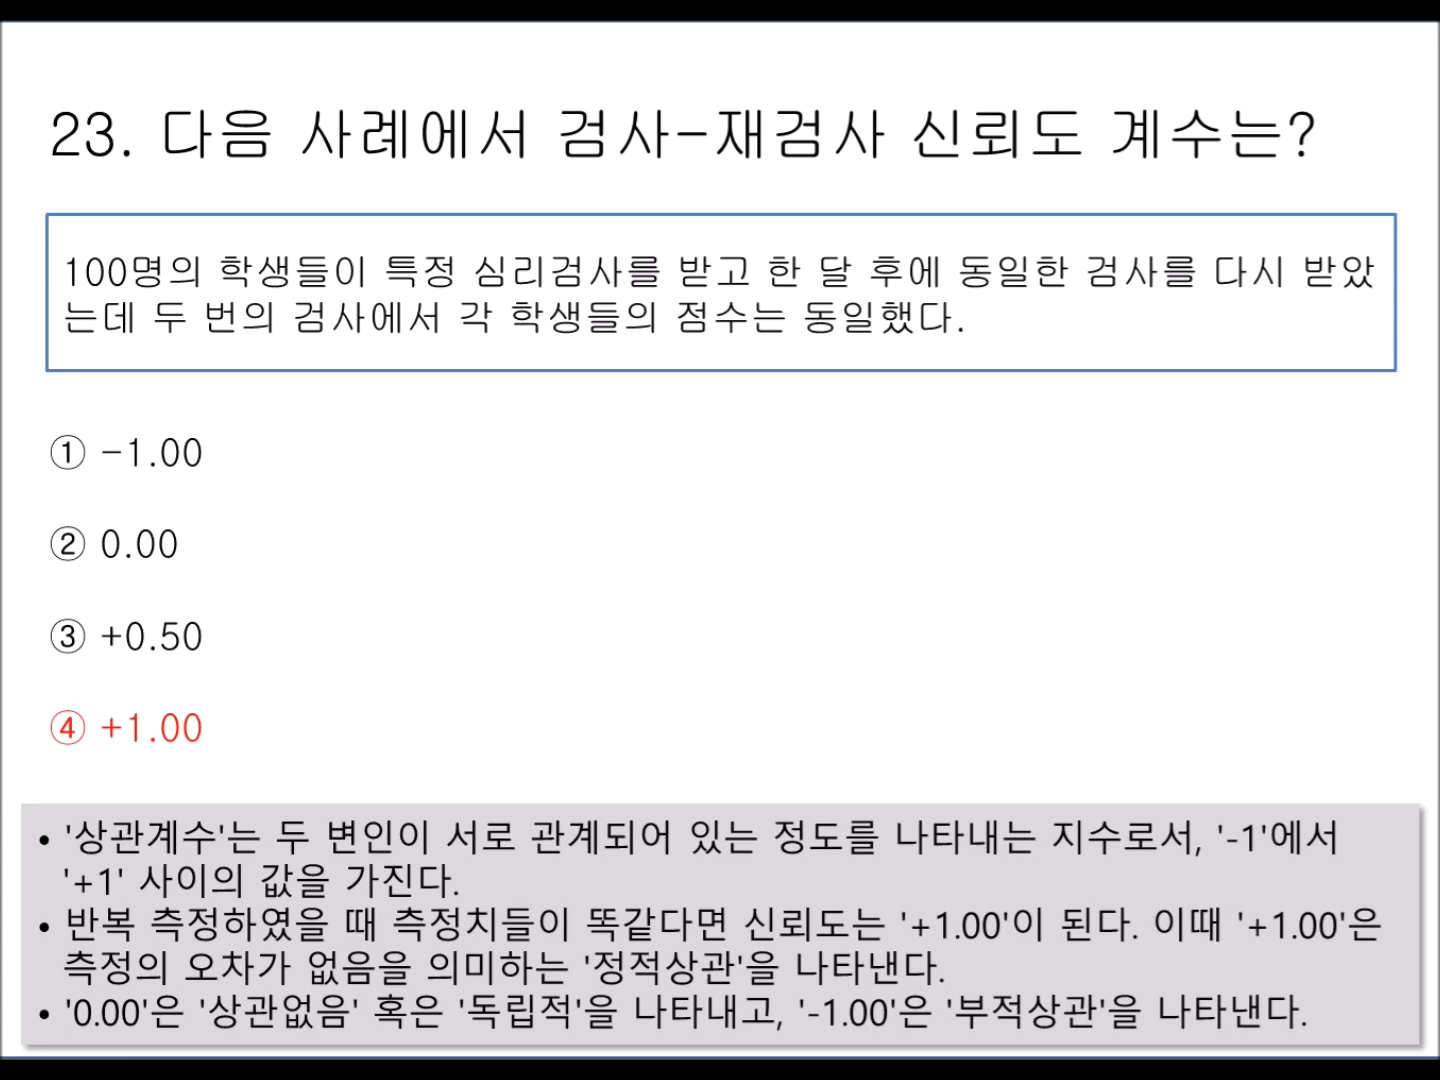 23. 다음 사례에서 검사-재검사 신뢰도 계수는?
100명의 학생들이 특정 심리검사를 받고 한 달 후에 동일한 검사를 다시 받았
는데 두 번의 검사에서 각 학생들의 점수는 동일했다.
① -1.00
② 0.00
③ +0.50
④ +1.00
• '상관계수'는 두 변인이 서로 관계되어 있는 정도를 나타내는 지수로서, '-1'에서
'+1' 사이의 값을 가진다.
• 반복 측정하였을 때 측정치들이 똑같다면 신뢰도는 '+1.00'이 된다. 이때 '+1.00'은
측정의 오차가 없음을 의미하는 '정적상관'을 나타낸다.
• '0.00'은 '상관없음' 혹은 '독립적'을 나타내고, '-1.00'은 '부적상관'을 나타낸다.